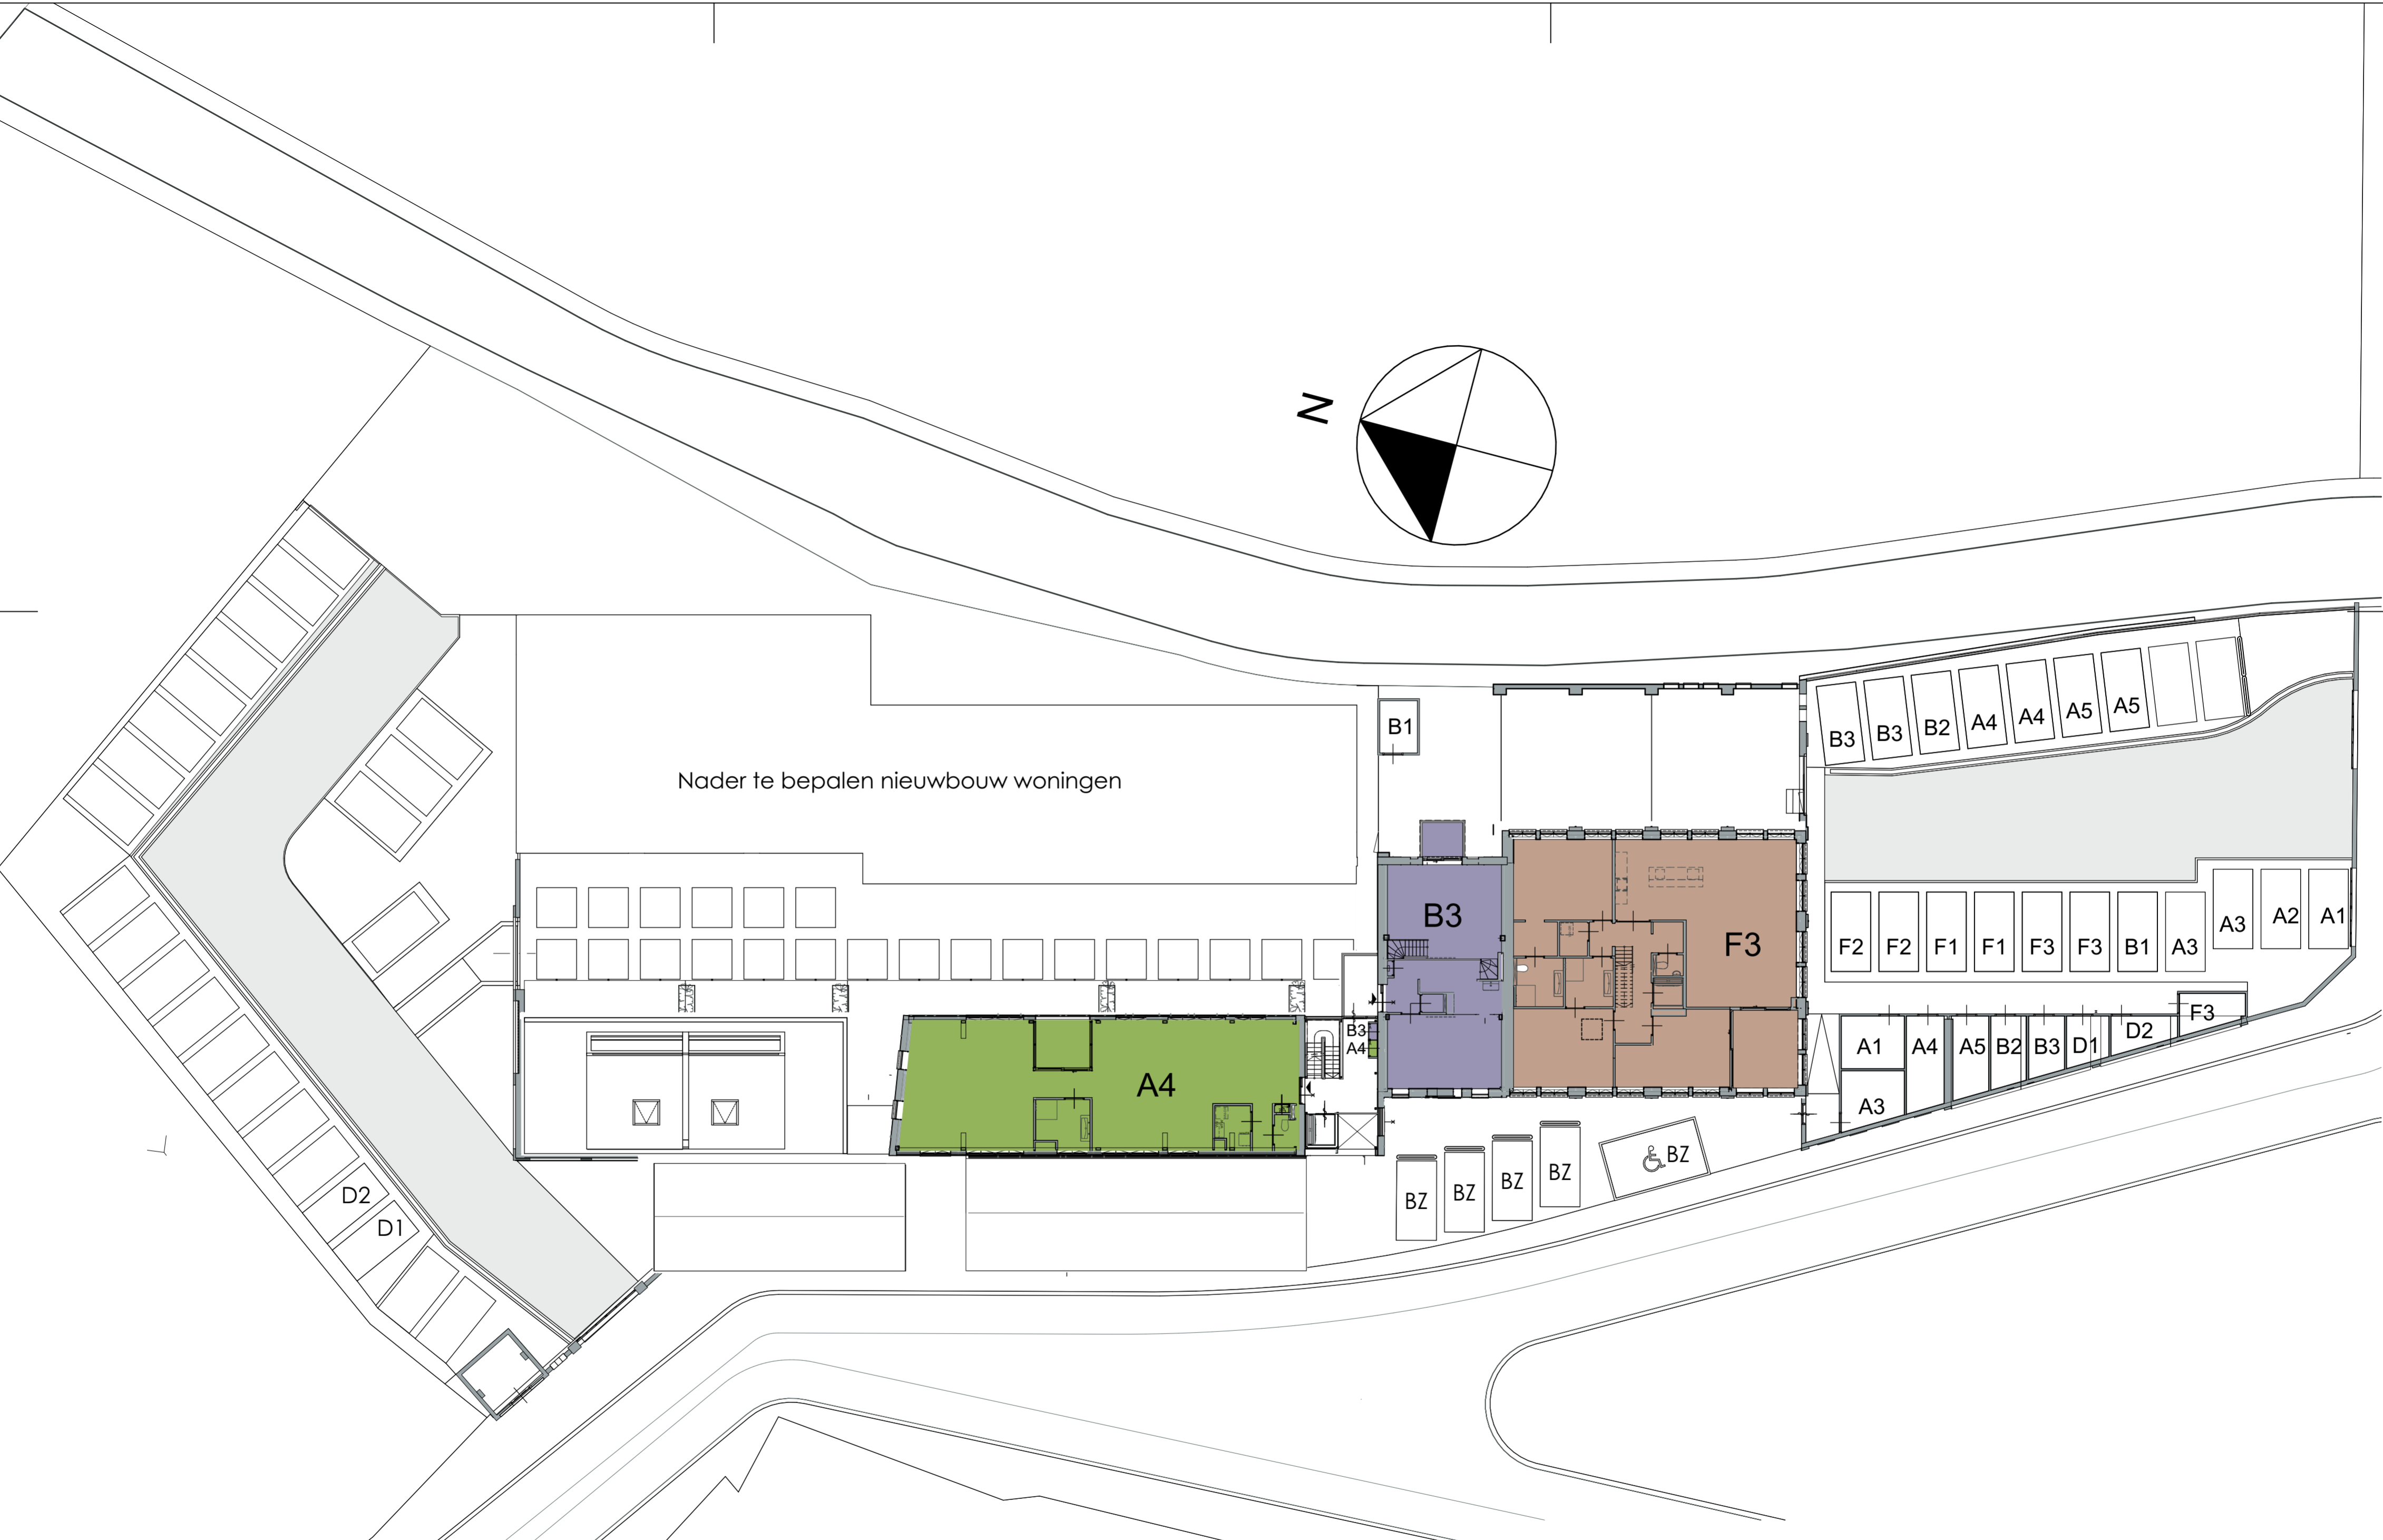 N
B1
B3 B3 B2 A4 A4 A5 A5
Nader te bepalen nieuwbouw woningen
B3
F3
F2 F2 F1 F1 F3 F3 B1 A3 A3 A2 A1
F3
B3
A4
A4
A1 A4 A5 B2 B3 D1 D2
A3
BZ BZ BZ BZ BZ
D2
D1